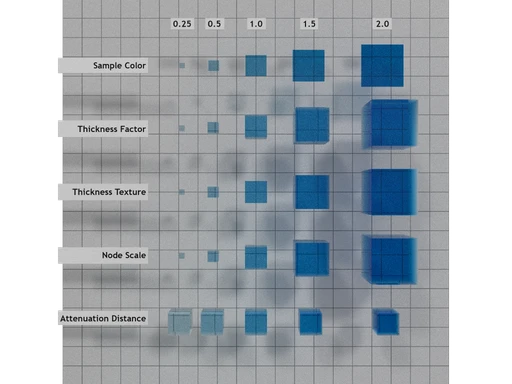 0.25 0.5 1.0 1.5 2.0
Sample Color
Thickness Factor
Thickness Texture
Node Scale
Attenuation Distance